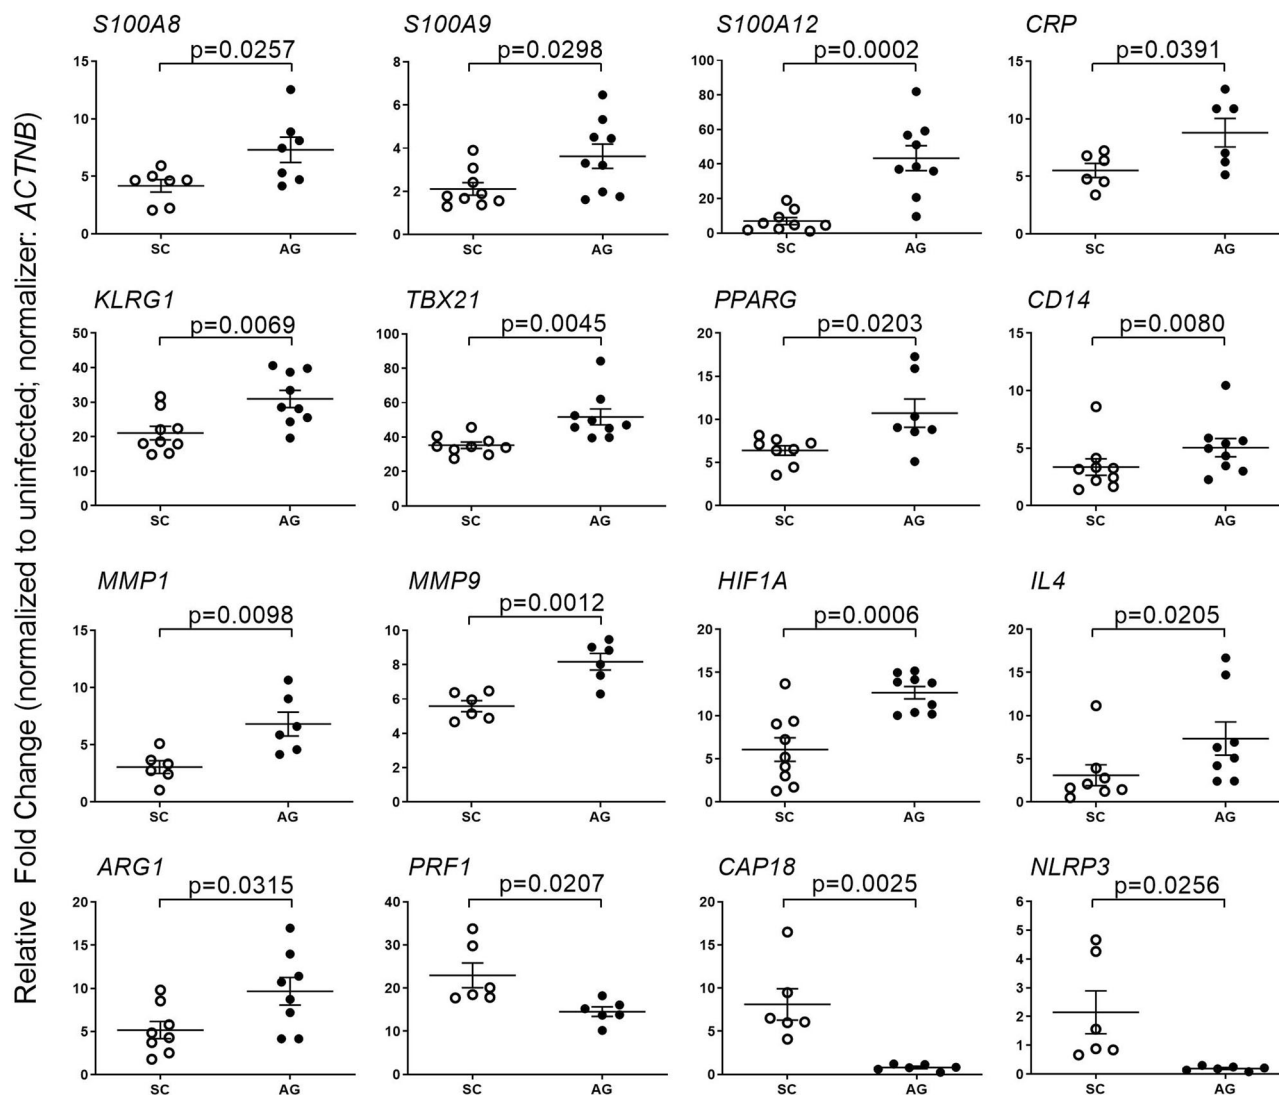 Relative Fold Change (normalized to uninfected; normalizer: ACTNB)
S100A8 S100A9 S100A12 CRP
p=0.0257 p=0.0298 p=0.0002 p=0.0391
15 8 100 15
80
6
10 60 10
4
40
5 5
2
20
0 0 0 0
SC AG SC AG SC AG SC AG
KLRG1 TBX21 PPARG CD14
p=0.0069 p=0.0045 p=0.0203 p=0.0080
50 100 20 15
40 80
15
30 60 10
10
20 40
5 5
10 20
0 0 0 0
SC AG SC AG SC AG SC AG
MMP1 MMP9 HIF1A IL4
p=0.0098 p=0.0012 p=0.0006 p=0.0205
15 10 20 20
8
15 15
10 6
10 10
4
5 5 5
2
0 0 0 0
SC AG SC AG SC AG SC AG
ARG1 PRF1 CAP18 NLRP3
p=0.0315 p=0.0207 p=0.0025 p=0.0256
20 40 20 6
5
15 30 15
4
10 20 10 3
2
5 10 5
1
0 0 0 0
SC AG SC AG SC AG SC AG